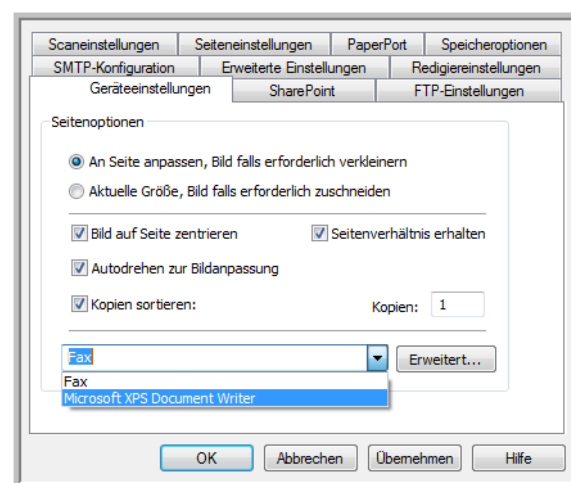 Scaneinstellungen Seiteneinstellungen PaperPort Speicheroptionen
SMTP-Konfiguration Erweiterte Einstellungen Redigiereinstellungen
Geräteeinstellungen SharePoint FTP-Einstellungen
Seitenoptionen
An Seite anpassen, Bild falls erforderlich verkleinern
Aktuelle Größe, Bild falls erforderlich zuschneiden
Bild auf Seite zentrieren Seitenverhältnis erhalten
Autodrehen zur Bildanpassung
Kopien sortieren: Kopien: 1
Fax Erweitert...
Fax
Microsoft XPS Document Writer
OK Abbrechen Übernehmen Hilfe